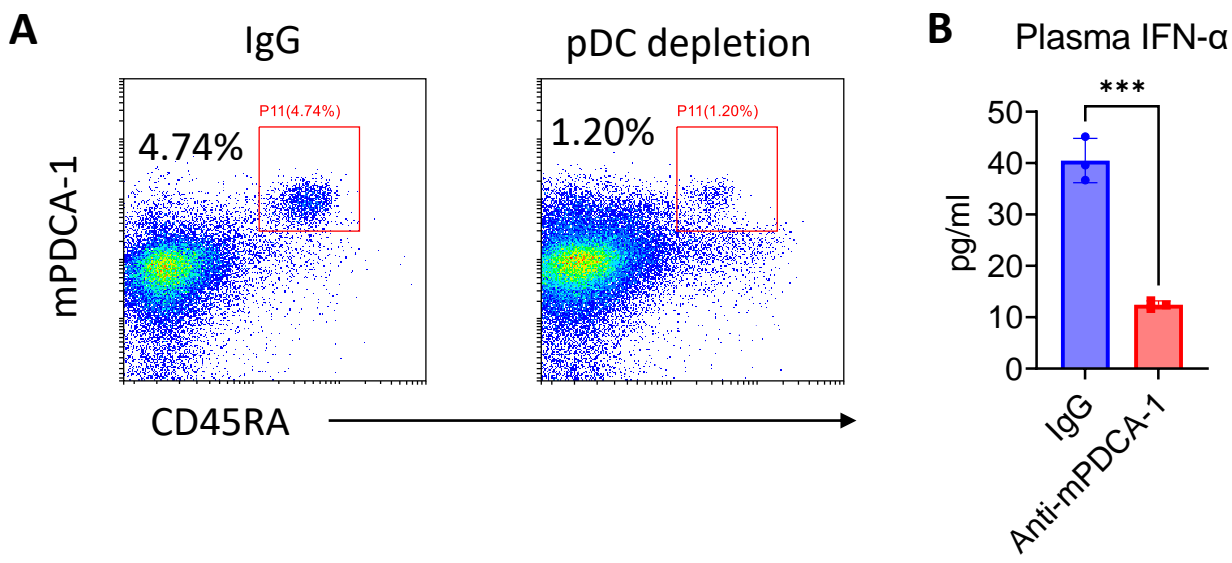 A
IgG
pDC depletion
P11(4.74%)
4.74%
P11(1.20%)
1.20%
mPDCA-1
CD45RA
B
Plasma IFN-α
***
pg/ml
50
40
30
20
10
0
IgG
Anti-mPDCA-1